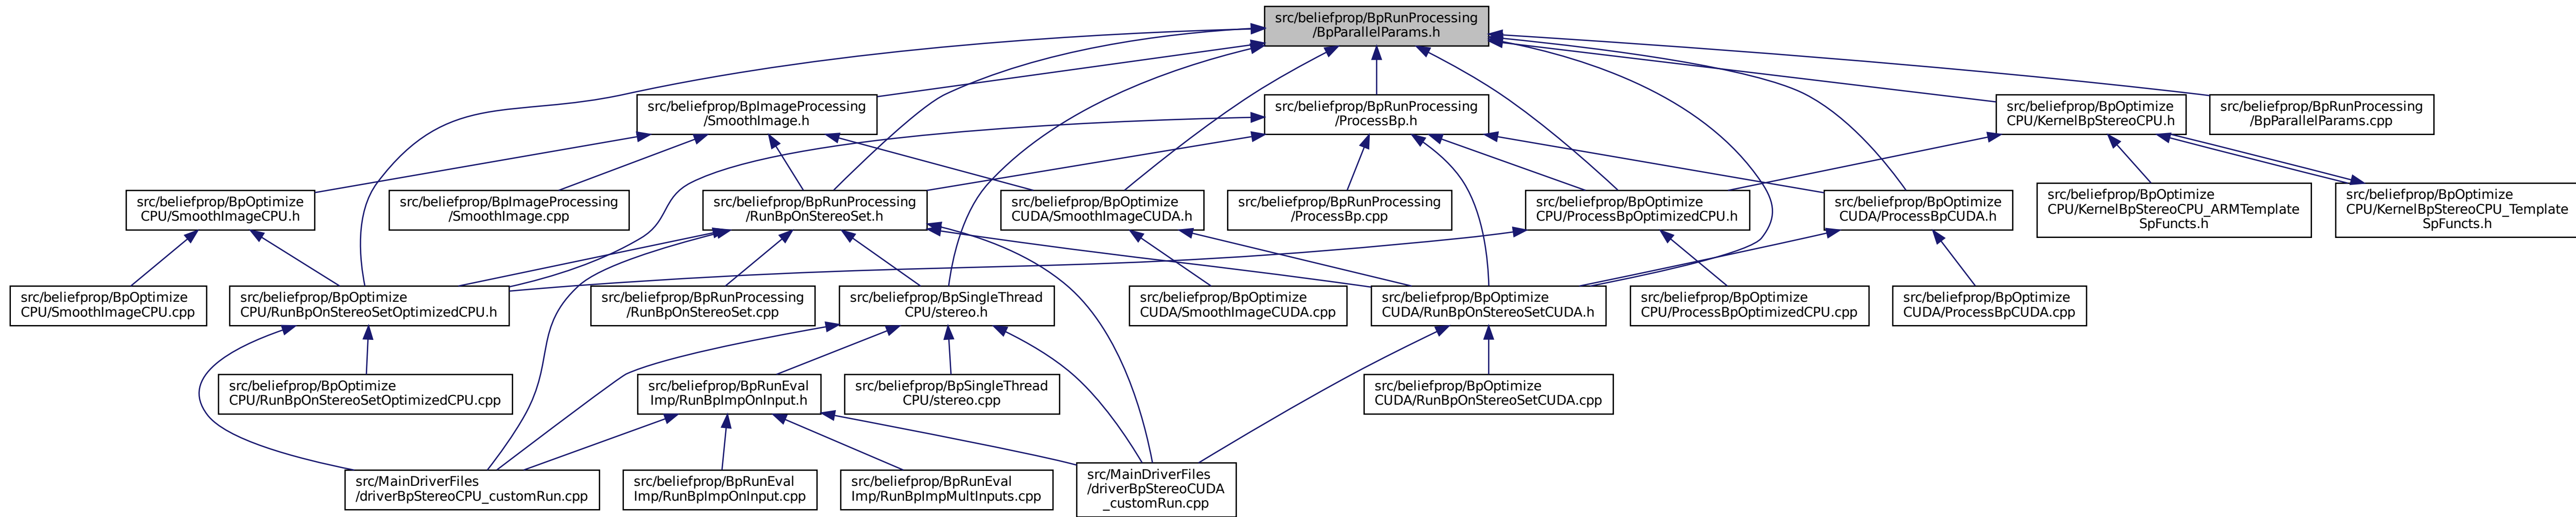 src/beliefprop/BpRunProcessing
/BpParallelParams.h
src/beliefprop/BpImageProcessing
/SmoothImage.h
src/beliefprop/BpRunProcessing
/ProcessBp.h
src/beliefprop/BpOptimize
CPU/KernelBpStereoCPU.h
src/beliefprop/BpRunProcessing
/BpParallelParams.cpp
src/beliefprop/BpOptimize
CPU/SmoothImageCPU.h
src/beliefprop/BpImageProcessing
/SmoothImage.cpp
src/beliefprop/BpRunProcessing
/RunBpOnStereoSet.h
src/beliefprop/BpOptimize
CUDA/SmoothImageCUDA.h
src/beliefprop/BpRunProcessing
/ProcessBp.cpp
src/beliefprop/BpOptimize
CPU/ProcessBpOptimizedCPU.h
src/beliefprop/BpOptimize
CUDA/ProcessBpCUDA.h
src/beliefprop/BpOptimize
CPU/KernelBpStereoCPU_ARMTemplate
SpFuncts.h
src/beliefprop/BpOptimize
CPU/KernelBpStereoCPU_Template
SpFuncts.h
src/beliefprop/BpOptimize
CPU/SmoothImageCPU.cpp
src/beliefprop/BpOptimize
CPU/RunBpOnStereoSetOptimizedCPU.h
src/beliefprop/BpRunProcessing
/RunBpOnStereoSet.cpp
src/beliefprop/BpSingleThread
CPU/stereo.h
src/beliefprop/BpOptimize
CUDA/SmoothImageCUDA.cpp
src/beliefprop/BpOptimize
CUDA/RunBpOnStereoSetCUDA.h
src/beliefprop/BpOptimize
CPU/ProcessBpOptimizedCPU.cpp
src/beliefprop/BpOptimize
CUDA/ProcessBpCUDA.cpp
src/beliefprop/BpOptimize
CPU/RunBpOnStereoSetOptimizedCPU.cpp
src/beliefprop/BpRunEval
Imp/RunBpImpOnInput.h
src/beliefprop/BpSingleThread
CPU/stereo.cpp
src/beliefprop/BpOptimize
CUDA/RunBpOnStereoSetCUDA.cpp
src/MainDriverFiles
/driverBpStereoCPU_customRun.cpp
src/beliefprop/BpRunEval
Imp/RunBpImpOnInput.cpp
src/beliefprop/BpRunEval
Imp/RunBpImpMultInputs.cpp
src/MainDriverFiles
/driverBpStereoCUDA
_customRun.cpp